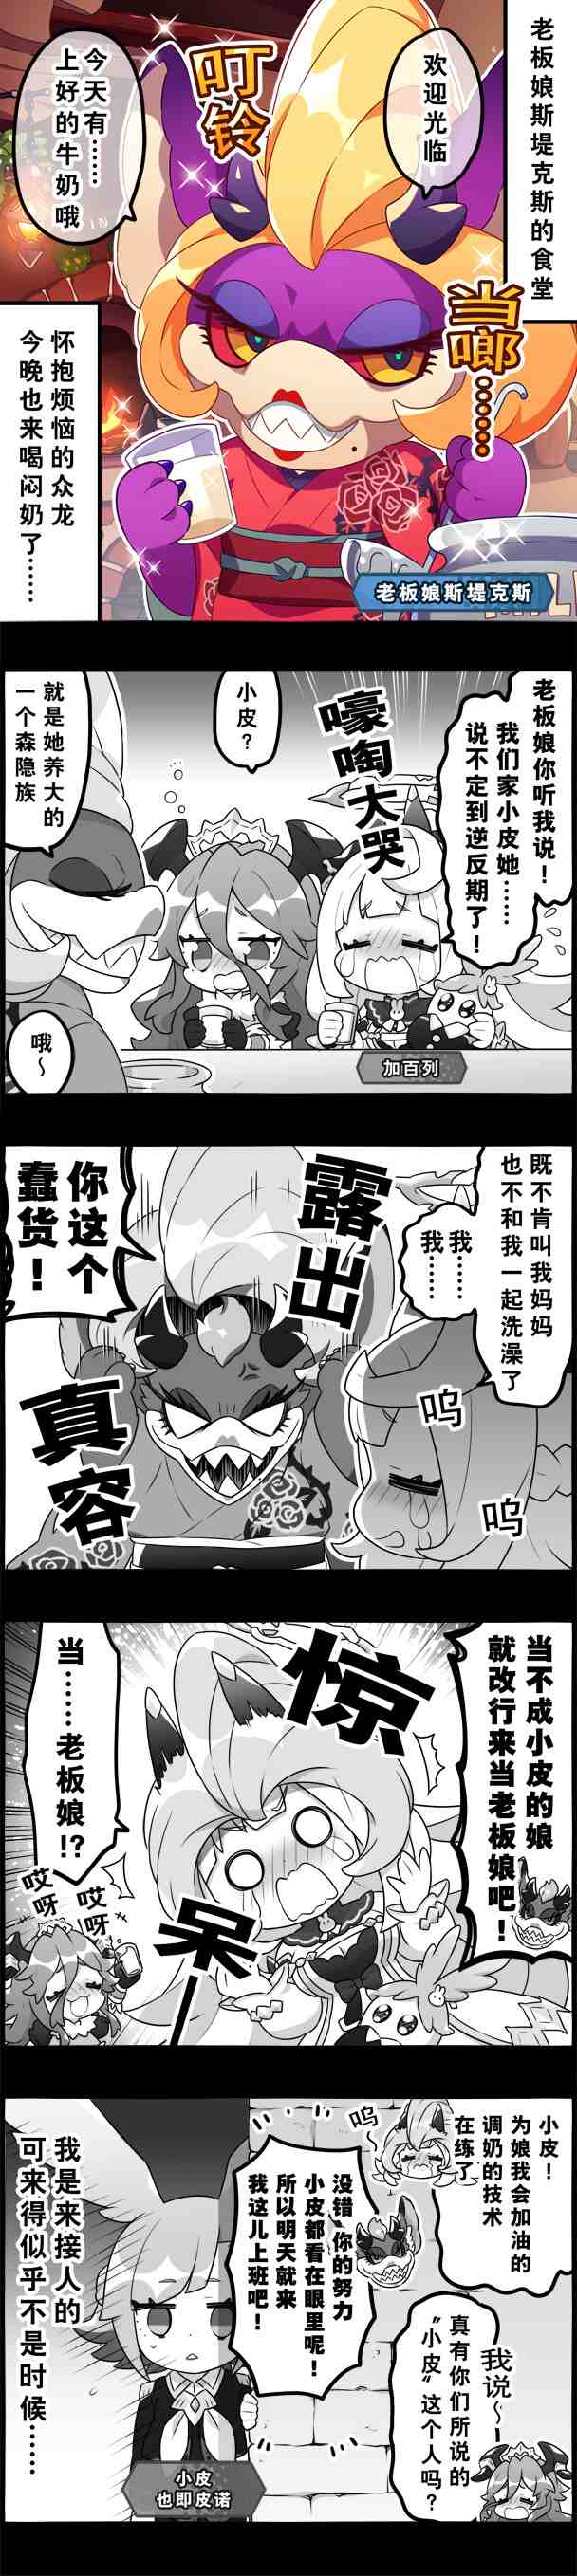 老板娘斯堤克斯的食堂
欢迎光临
叮铃
今天有……
上好的牛奶哦
当啷……
怀抱烦恼的众龙
今晚也来喝闷奶了……
老板娘斯堤克斯
老板娘你听我说！
我们家小皮她……
说不定到逆反期了！
嚎啕大哭
小皮？
就是她养大的
一个森隐族
哦～
加百列
既不肯叫我妈妈
也不和我一起洗澡了
我……
我……
呜
呜
露出
真容
你这个
蠢货！
当不成小皮的娘
就改行来当老板娘吧！
惊
呆
当……老板娘!?
哎呀
哎呀
小皮！
为娘我会加油的
调奶的技术
在练了
呜～
没错！你的努力
小皮都看在眼里呢！
所以明天就来
我这儿上班吧！
我说～
真有你们所说的
“小皮”这个人吗？
我是来接人的
可来得似乎不是时候……
小皮
也即皮诺